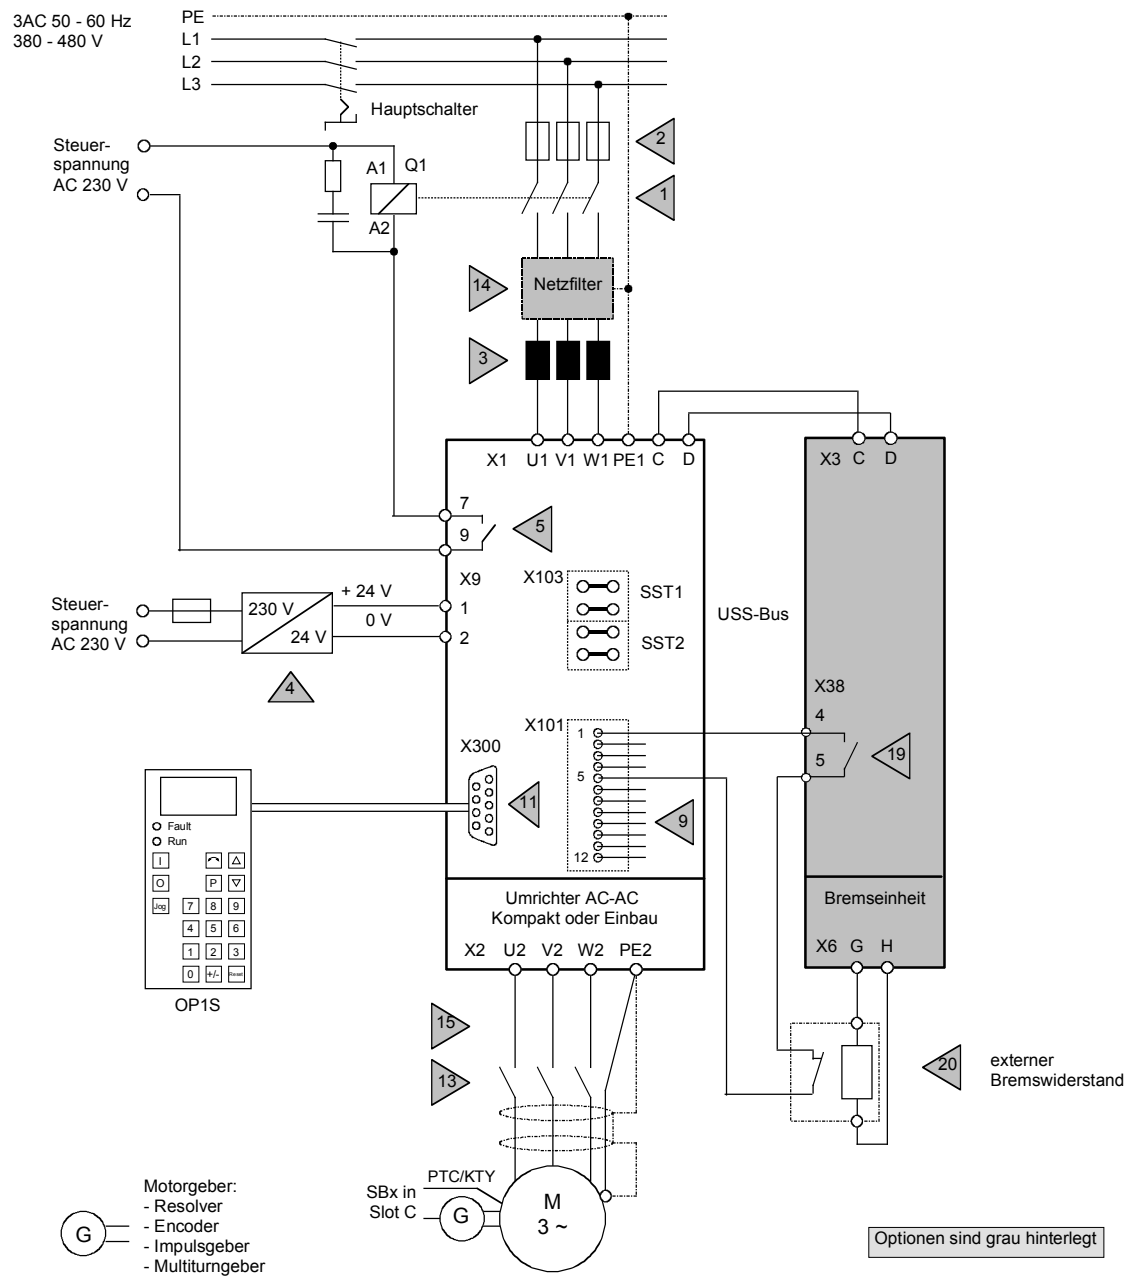 3AC 50 - 60 Hz
380 - 480 V
PE
L1
L2
L3
Hauptschalter
Steuer-
spannung
AC 230 V
A1
Q1
A2
2
1
14
Netzfilter
3
X1 U1 V1 W1 PE1 C D
X3 C D
7
9
5
X9
Steuer-
spannung
AC 230 V
230 V
24 V
+ 24 V
0 V
1
2
4
X103
SST1
SST2
USS-Bus
X38
4
5
19
X101
1
5
12
9
X300
11
Fault
Run
I
O P
Jog 7 8 9
4 5 6
1 2 3
0 +/- Reset
OP1S
Umrichter AC-AC
Kompakt oder Einbau
X2 U2 V2 W2 PE2
Bremseinheit
X6 G H
15
13
20
externer
Bremswiderstand
PTC/KTY
SBx in
Slot C
G
M
3 ~
G
Motorgeber:
- Resolver
- Encoder
- Impulsgeber
- Multiturngeber
Optionen sind grau hinterlegt